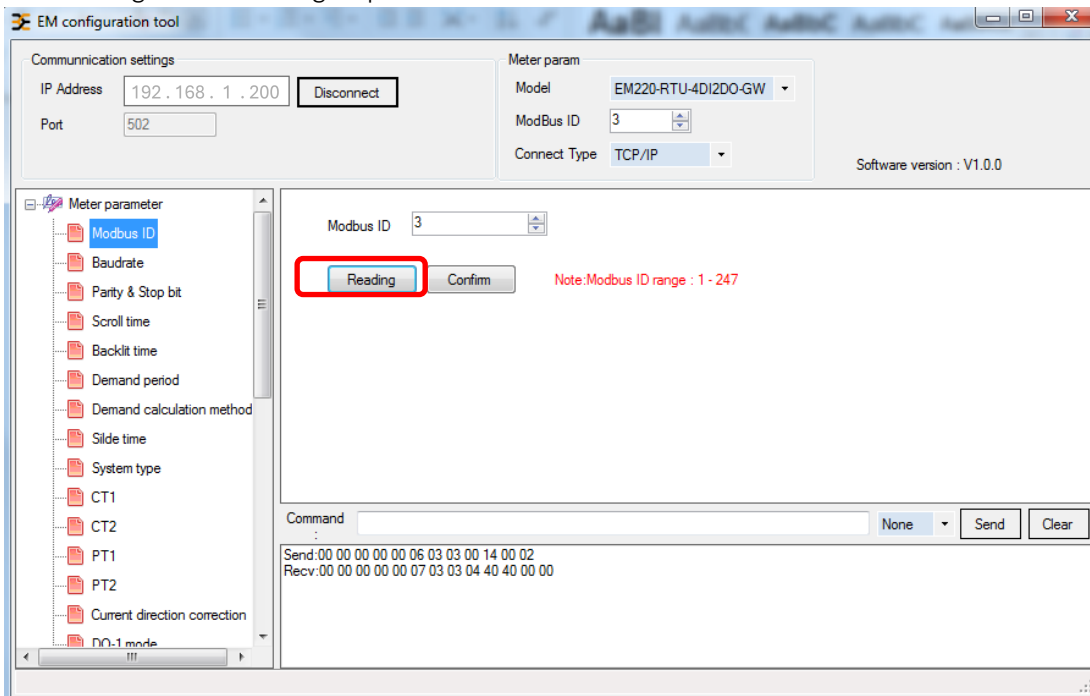 EM configuration tool
Communnication settings
IP Address 192 . 168 . 1 . 200 Disconnect
Port 502
Meter param
Model EM220-RTU-4DI2DO-GW
ModBus ID 3
Connect Type TCP/IP
Software version : V1.0.0
Meter parameter
Modbus ID
Baudrate
Parity & Stop bit
Scroll time
Backlit time
Demand period
Demand calculation method
Silde time
System type
CT1
CT2
PT1
PT2
Current direction correction
DO-1 mode
Modbus ID 3
Reading Confirm Note:Modbus ID range : 1 - 247
Command : None Send Clear
Send:00 00 00 00 00 06 03 03 00 14 00 02
Recv:00 00 00 00 00 07 03 03 04 40 40 00 00